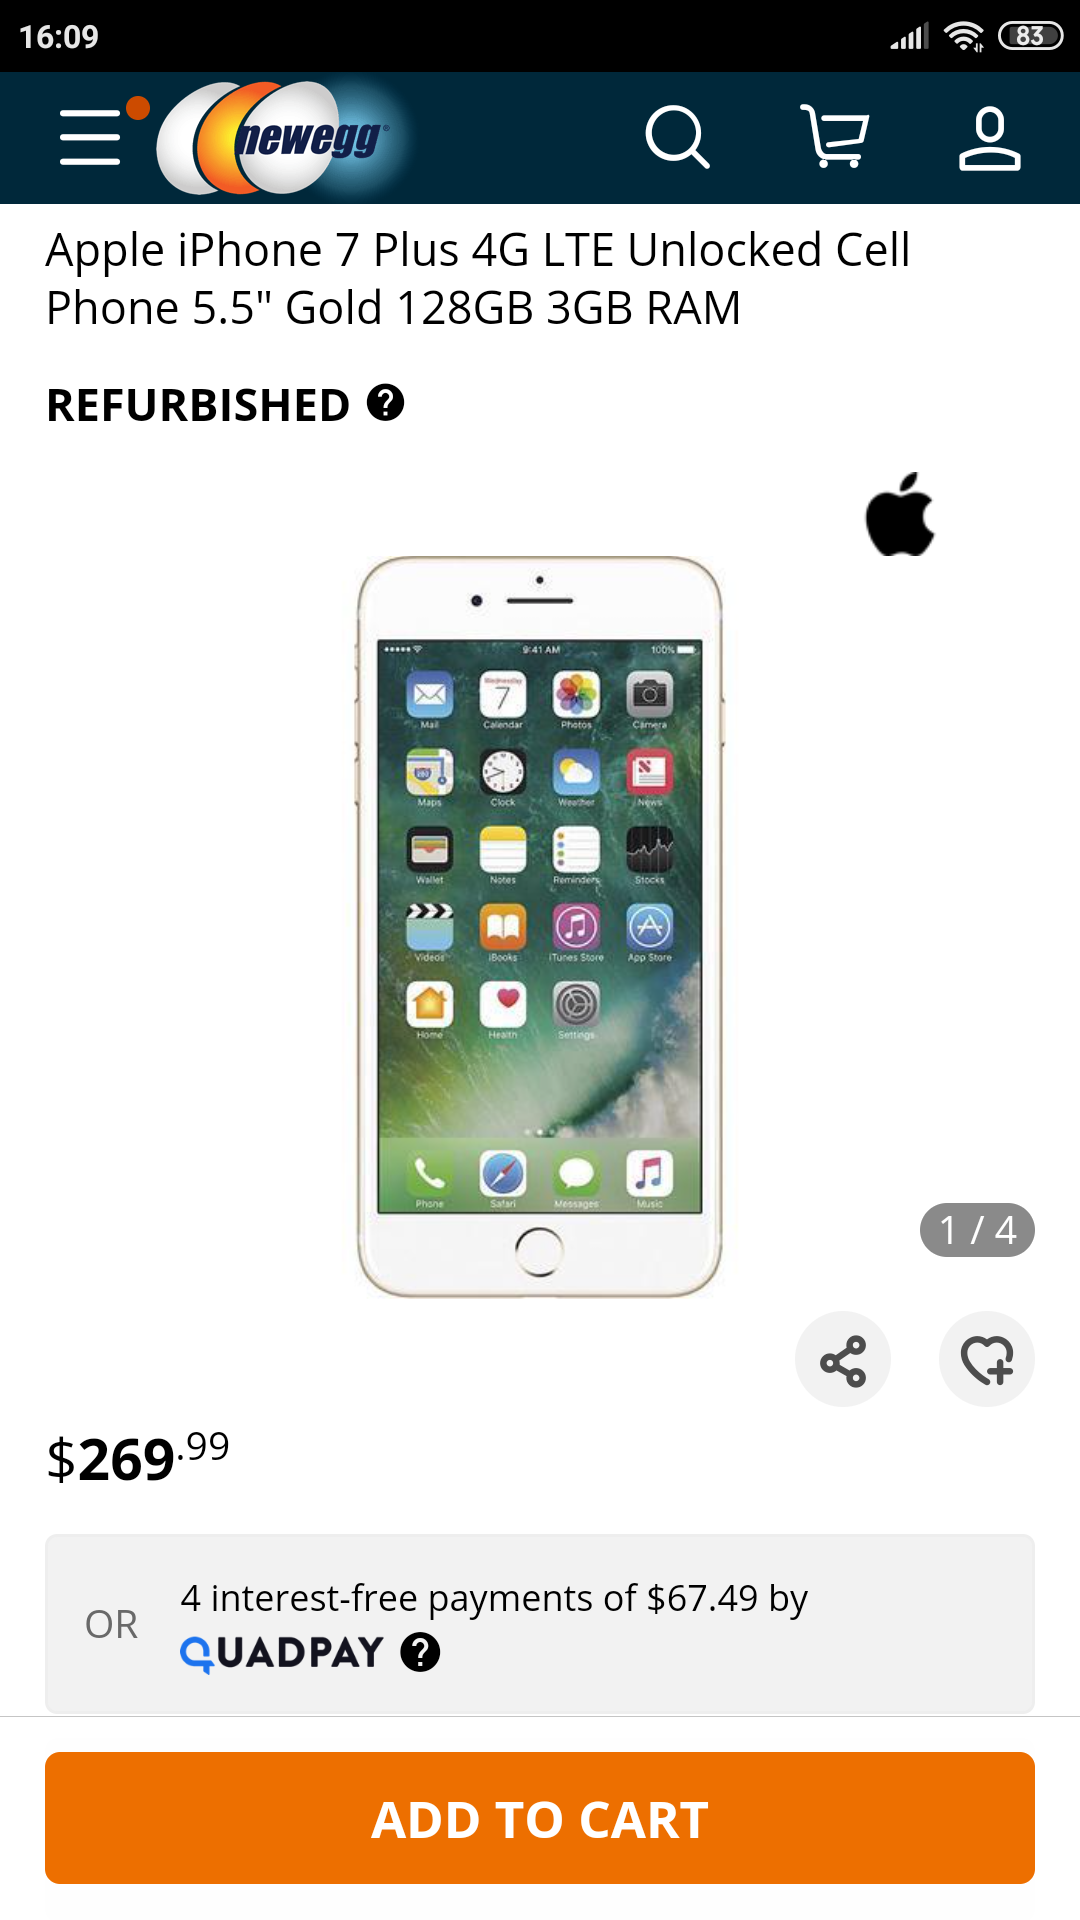 16:09
83
newegg
Apple iPhone 7 Plus 4G LTE Unlocked Cell
Phone 5.5" Gold 128GB 3GB RAM
REFURBISHED ?
9:41 AM 100%
Wednesday
7
Mail Calendar Photos Camera
280
Maps Clock Weather News
Wallet Notes Reminders Stocks
Videos iBooks iTunes Store App Store
Home Health Settings
Phone Safari Messages Music
1 / 4
$269.99
OR
4 interest-free payments of $67.49 by
QUADPAY ?
ADD TO CART